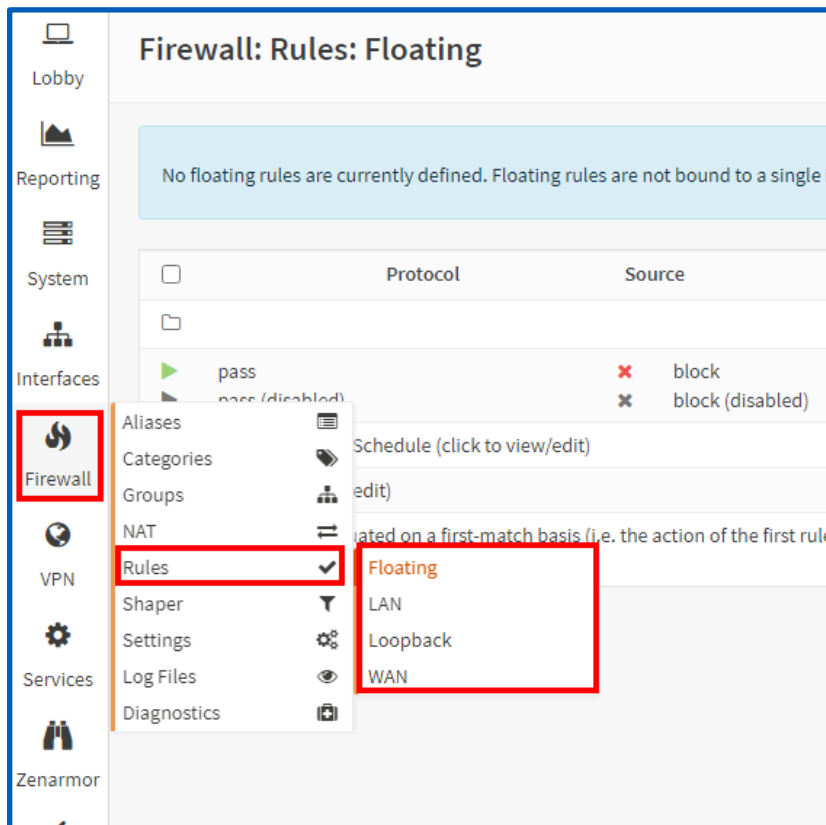 Lobby
Reporting
System
Interfaces
Firewall
VPN
Services
Zenarmor
Firewall: Rules: Floating
No floating rules are currently defined. Floating rules are not bound to a single
Protocol Source
pass block
pass (disabled) block (disabled)
Schedule (click to view/edit)
edit)
uated on a first-match basis (i.e. the action of the first rule
Aliases
Categories
Groups
NAT
Rules
Shaper
Settings
Log Files
Diagnostics
Floating
LAN
Loopback
WAN